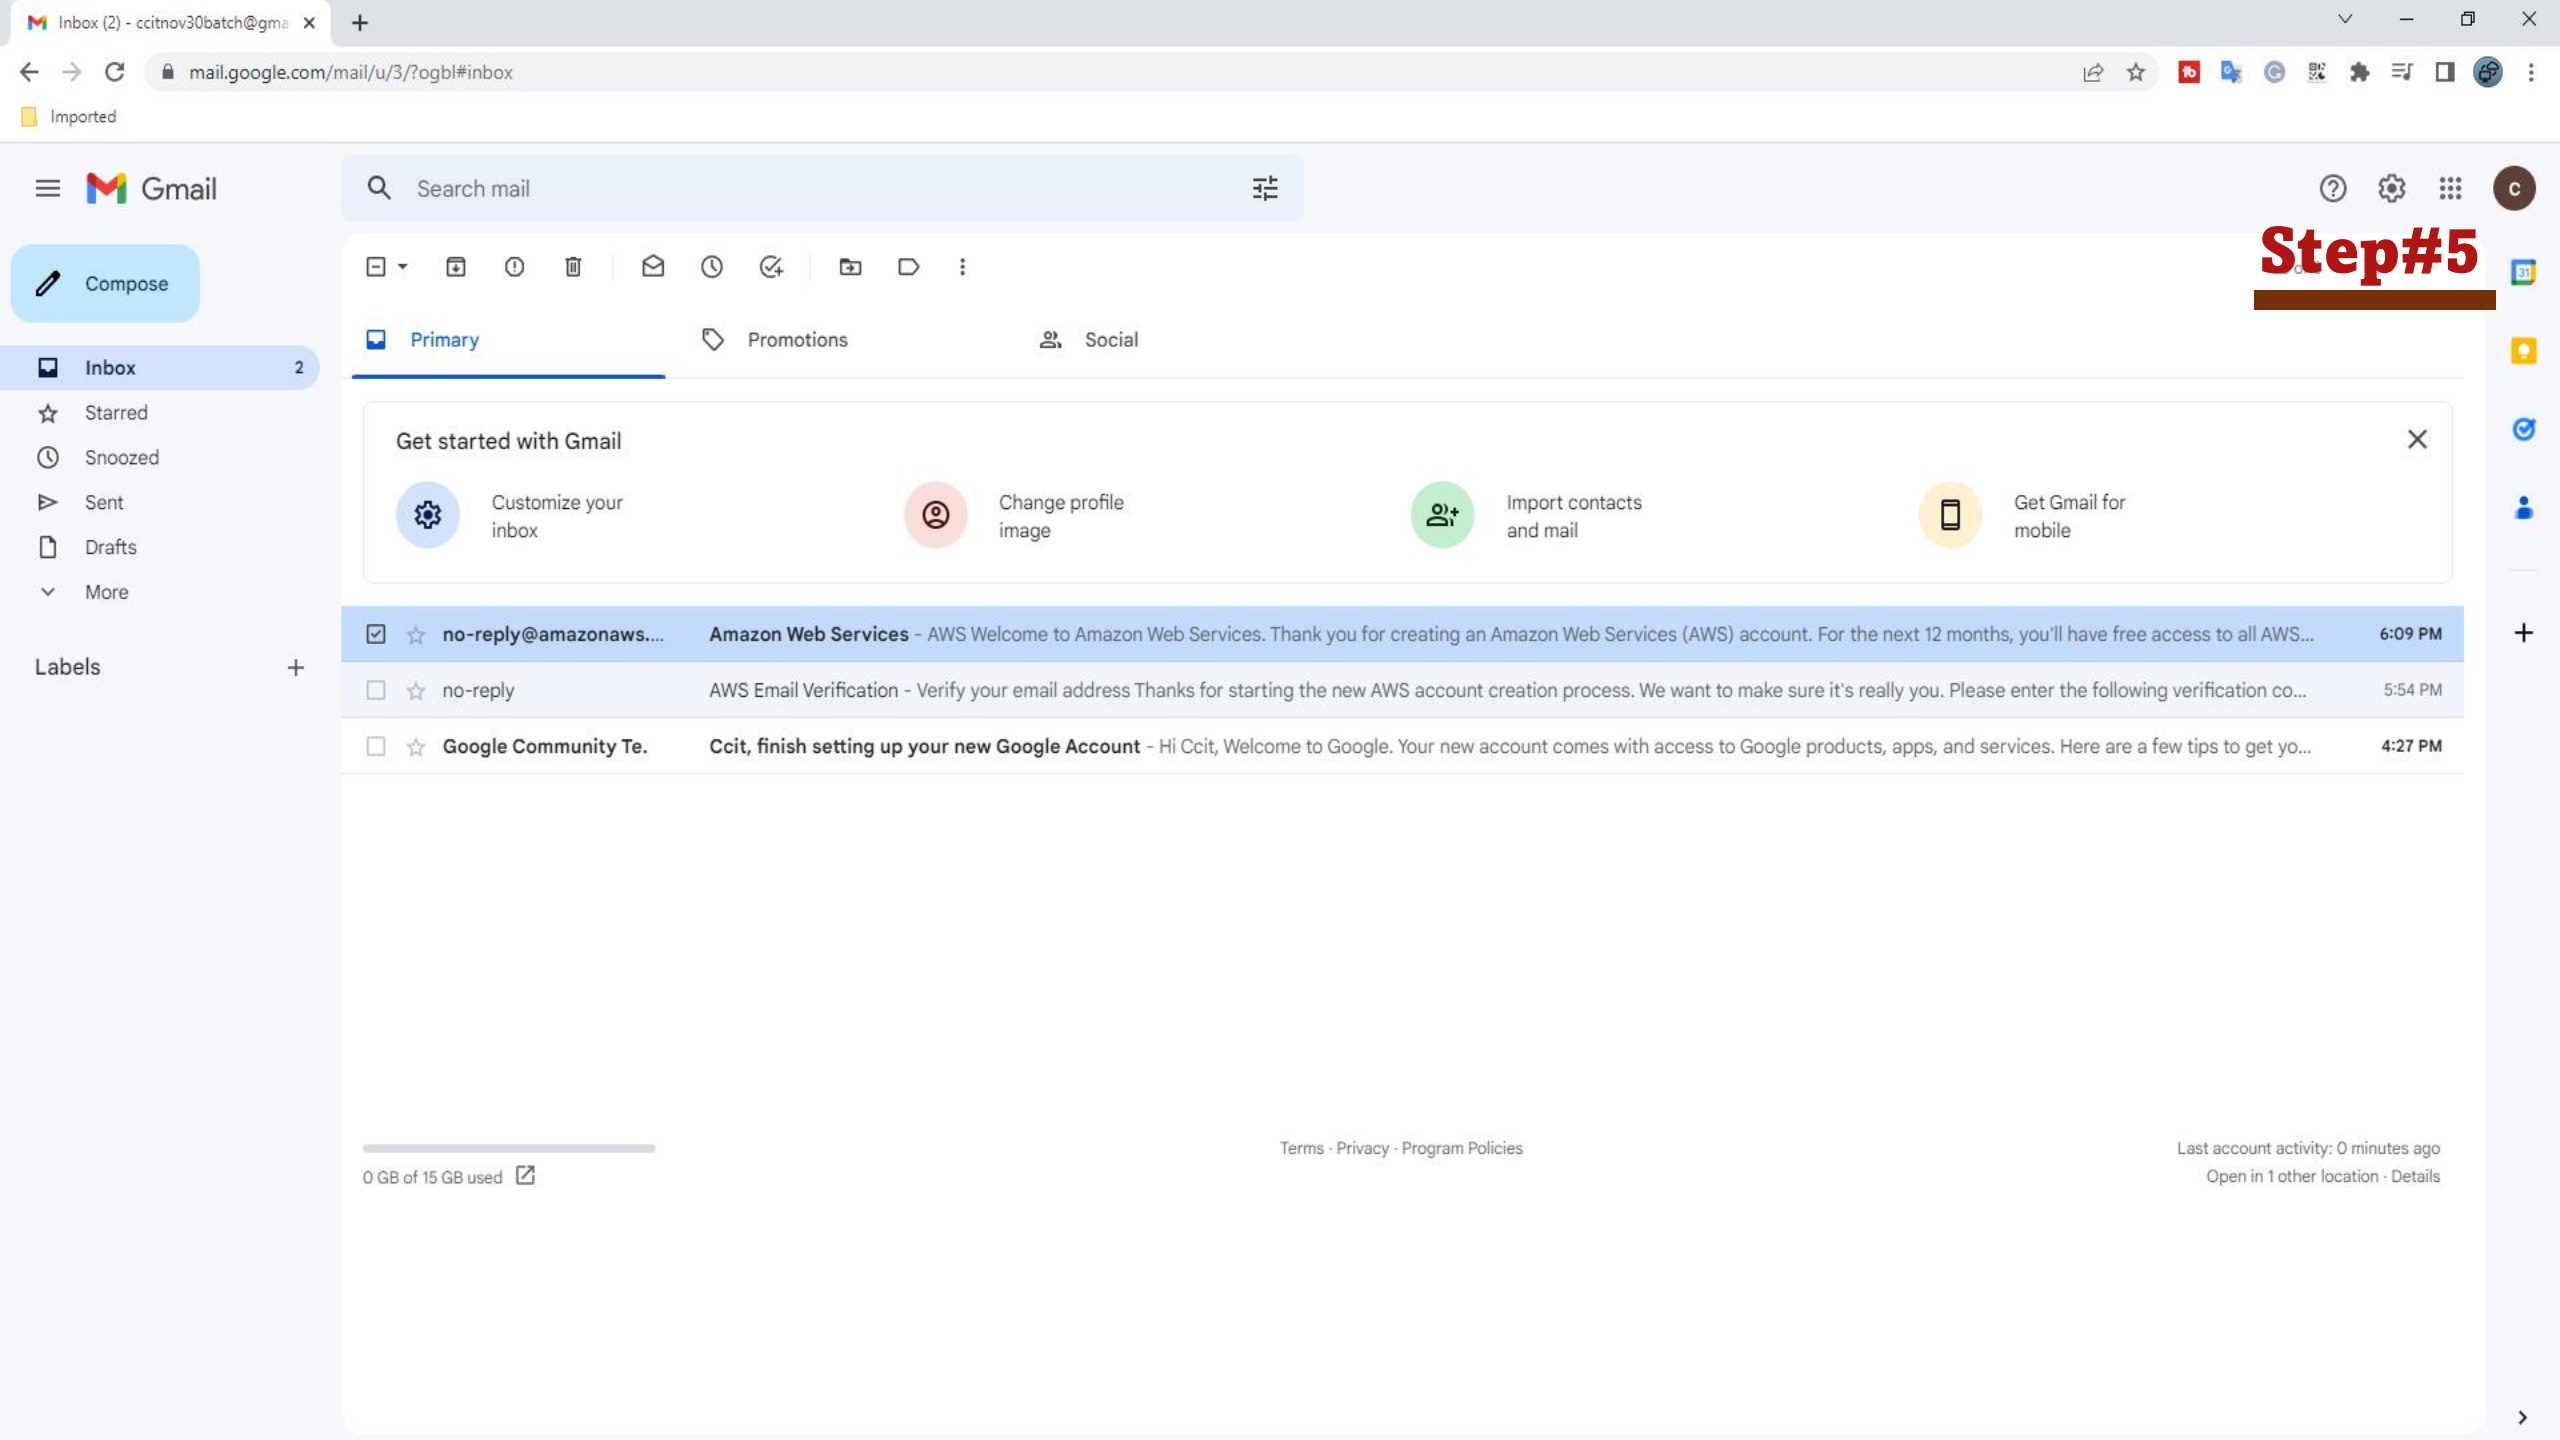 Inbox (2) - ccitnov30batch@gma
mail.google.com/mail/u/3/?ogbl#inbox
Imported
Gmail
Search mail
Step#5
Compose
Primary
Promotions
Social
Inbox
2
Starred
Snoozed
Sent
Drafts
More
Labels
Get started with Gmail
Customize your
inbox
Change profile
image
Import contacts
and mail
Get Gmail for
mobile
no-reply@amazonaws.... Amazon Web Services - AWS Welcome to Amazon Web Services. Thank you for creating an Amazon Web Services (AWS) account. For the next 12 months, you'll have free access to all AWS... 6:09 PM
no-reply AWS Email Verification - Verify your email address Thanks for starting the new AWS account creation process. We want to make sure it's really you. Please enter the following verification co... 5:54 PM
Google Community Te. Ccit, finish setting up your new Google Account - Hi Ccit, Welcome to Google. Your new account comes with access to Google products, apps, and services. Here are a few tips to get yo... 4:27 PM
0 GB of 15 GB used
Terms · Privacy · Program Policies
Last account activity: 0 minutes ago
Open in 1 other location · Details
C
31